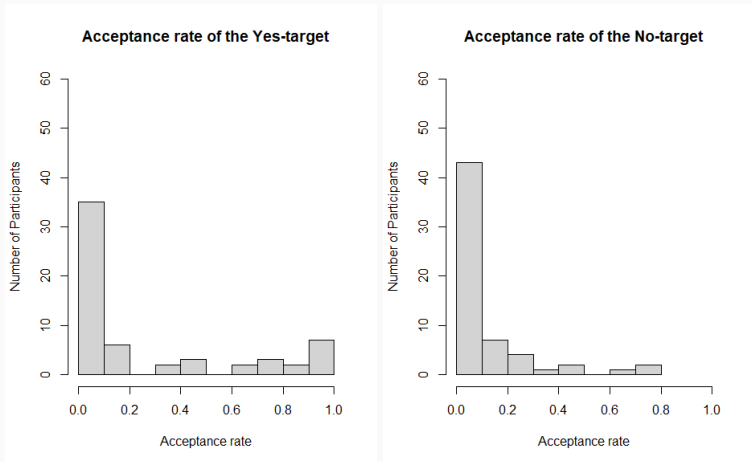 Acceptance rate of the Yes-target
60
50
40
30
20
10
0
Number of Participants
0.0 0.2 0.4 0.6 0.8 1.0
Acceptance rate
Acceptance rate of the No-target
60
50
40
30
20
10
0
Number of Participants
0.0 0.2 0.4 0.6 0.8 1.0
Acceptance rate